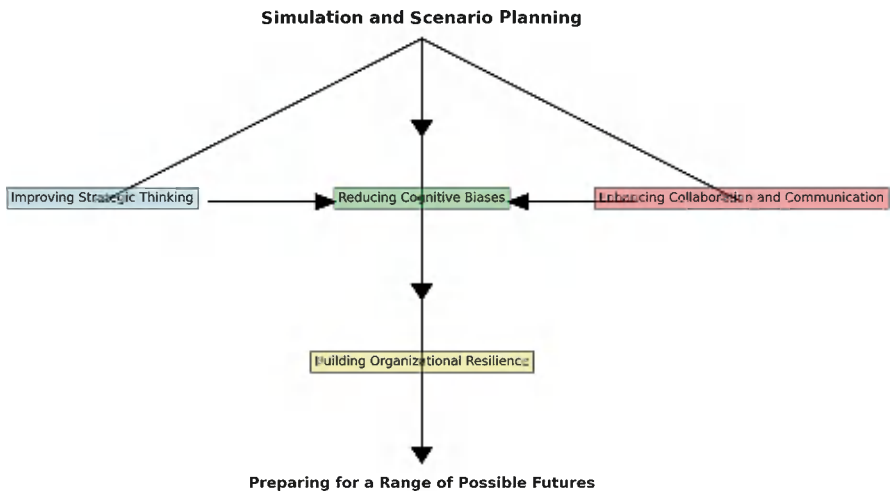 Simulation and Scenario Planning
Improving Strategic Thinking
Reducing Cognitive Biases
Enhancing Collaboration and Communication
Building Organizational Resilience
Preparing for a Range of Possible Futures